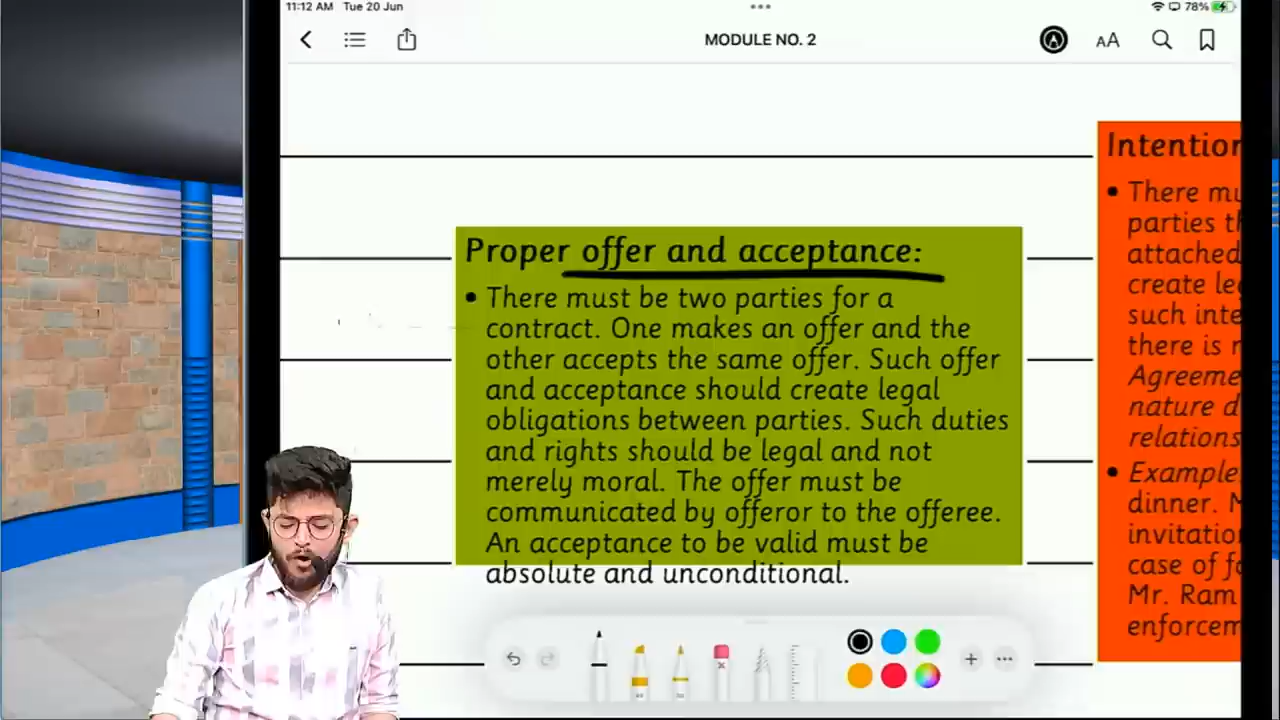 11:12 AM Tue 20 Jun
78%
MODULE NO. 2
AA
Proper offer and acceptance:
• There must be two parties for a
contract. One makes an offer and the
other accepts the same offer. Such offer
and acceptance should create legal
obligations between parties. Such duties
and rights should be legal and not
merely moral. The offer must be
communicated by offeror to the offeree.
An acceptance to be valid must be
absolute and unconditional.
Intention
• There mu
parties th
attached
create leg
such inte
there is n
Agreeme
nature d
relations
• Example
dinner. M
invitation
case of fa
Mr. Ram
enforcem